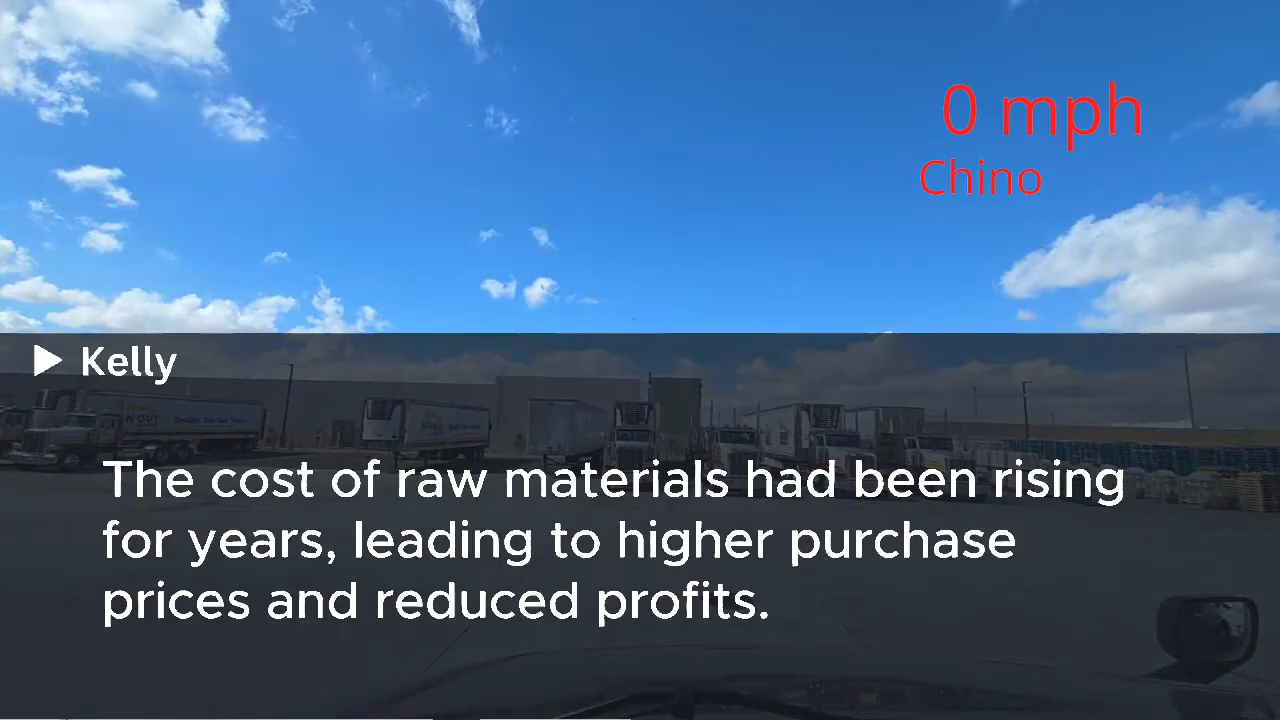 0 mph
Chino
Kelly
The cost of raw materials had been rising
for years, leading to higher purchase
prices and reduced profits.